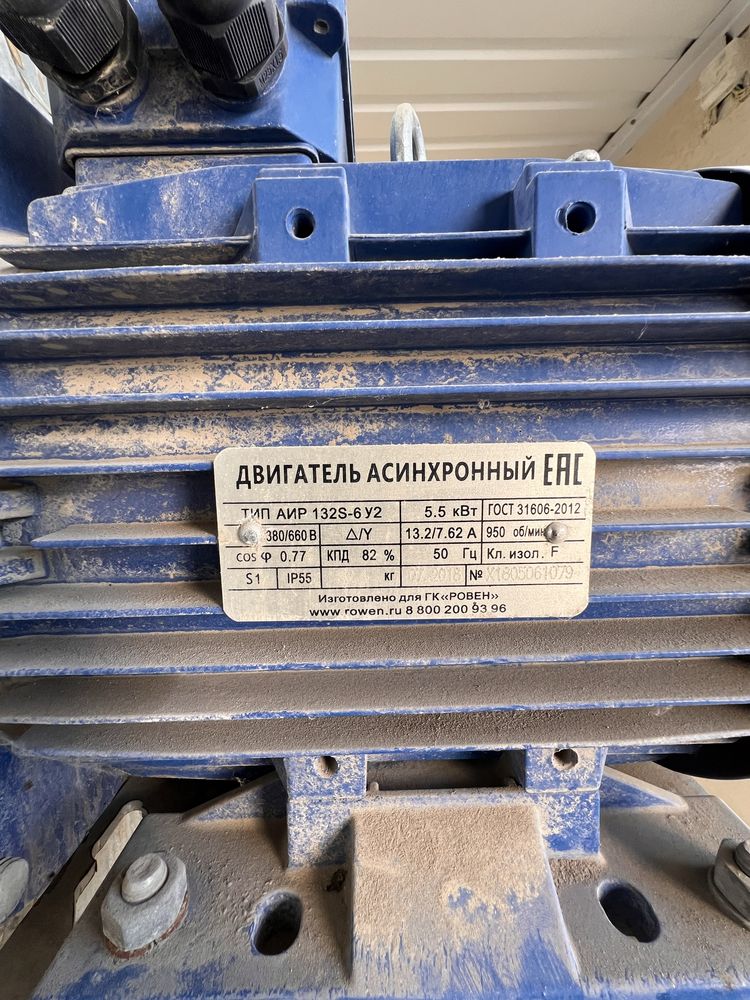 ДВИГАТЕЛЬ АСИНХРОННЫЙ EAC
ТИП АИР 132S-6 У2 5.5 кВт ГОСТ 31606-2012
380/660 В △/Y 13.2/7.62 А 950 об/мин
cos φ 0.77 КПД 82 % 50 Гц Кл. изол. F
S1 IP55 кг 2018 № X1805061079
Изготовлено для ГК «РОВЕН»
www.rowen.ru 8 800 200 93 96